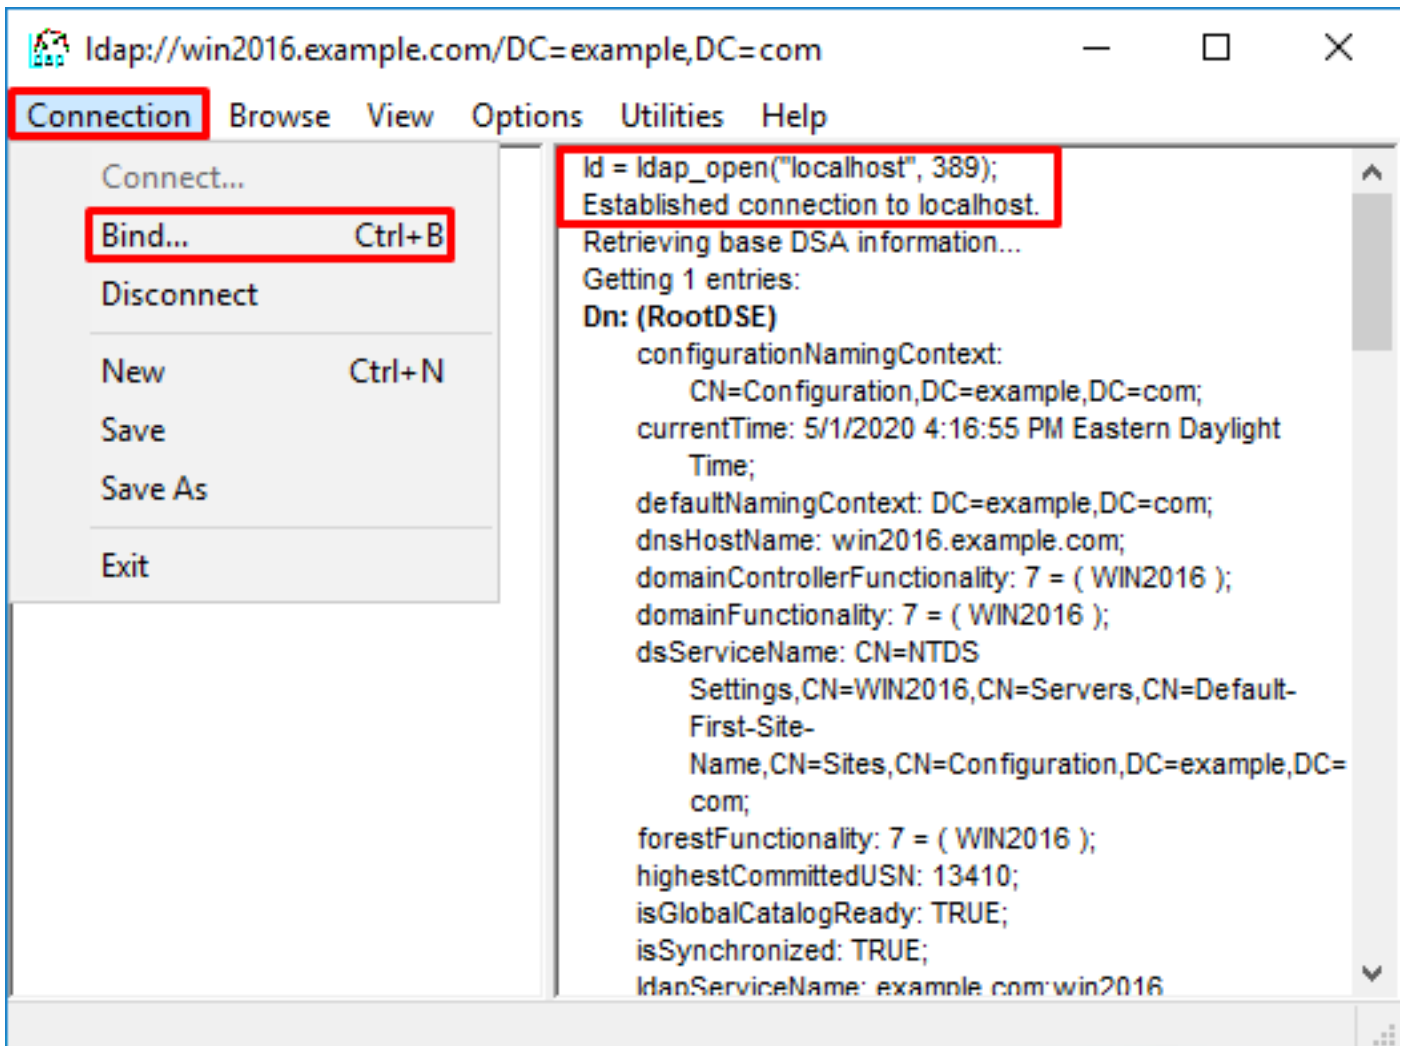 ldap://win2016.example.com/DC=example,DC=com
Connection Browse View Options Utilities Help
Connect...
Bind... Ctrl+B
Disconnect
New Ctrl+N
Save
Save As
Exit
ld = ldap_open("localhost", 389);
Established connection to localhost.
Retrieving base DSA information...
Getting 1 entries:
Dn: (RootDSE)
configurationNamingContext:
CN=Configuration,DC=example,DC=com;
currentTime: 5/1/2020 4:16:55 PM Eastern Daylight
Time;
defaultNamingContext: DC=example,DC=com;
dnsHostName: win2016.example.com;
domainControllerFunctionality: 7 = ( WIN2016 );
domainFunctionality: 7 = ( WIN2016 );
dsServiceName: CN=NTDS
Settings,CN=WIN2016,CN=Servers,CN=Default-
First-Site-
Name,CN=Sites,CN=Configuration,DC=example,DC=
com;
forestFunctionality: 7 = ( WIN2016 );
highestCommittedUSN: 13410;
isGlobalCatalogReady: TRUE;
isSynchronized: TRUE;
ldapServiceName: example.com:win2016